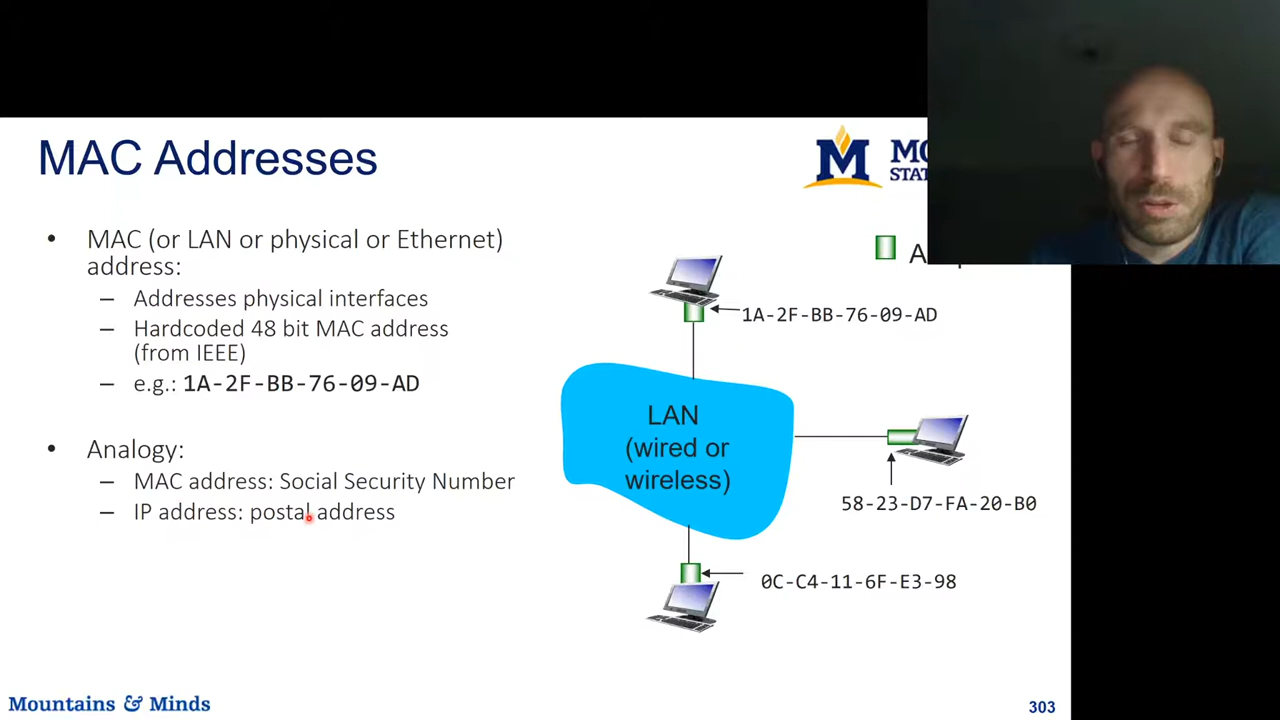 MAC Addresses
• MAC (or LAN or physical or Ethernet)
address:
– Addresses physical interfaces
– Hardcoded 48 bit MAC address
(from IEEE)
– e.g.: 1A-2F-BB-76-09-AD
• Analogy:
– MAC address: Social Security Number
– IP address: postal address
M
1A-2F-BB-76-09-AD
LAN
(wired or
wireless)
58-23-D7-FA-20-B0
0C-C4-11-6F-E3-98
Mountains & Minds
303